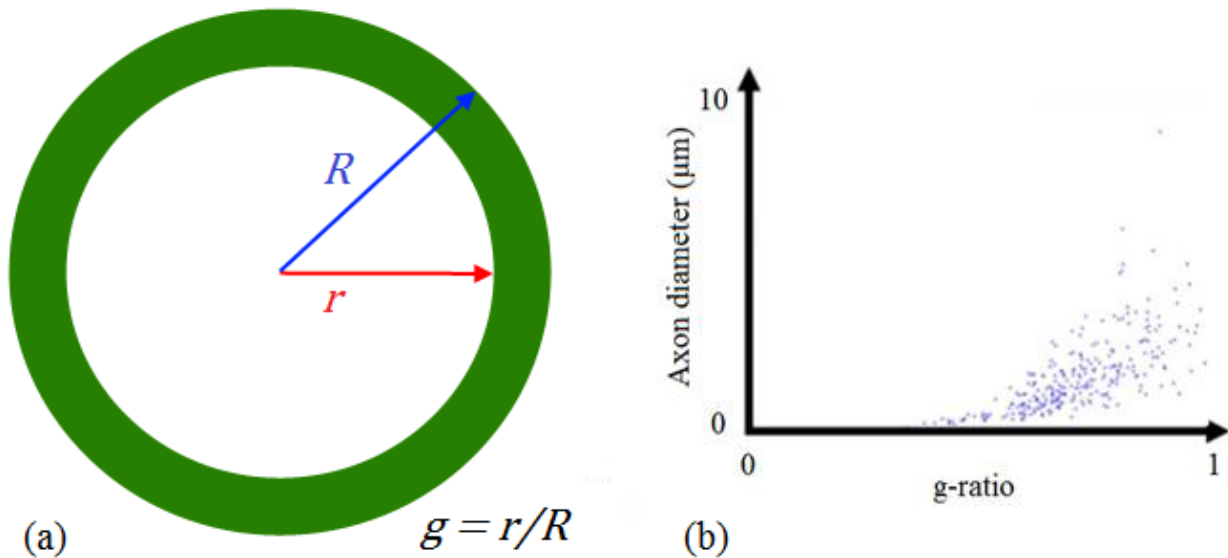 R
r
g = r/R
(a)
10
Axon diameter (μm)
0
0
1
g-ratio
(b)